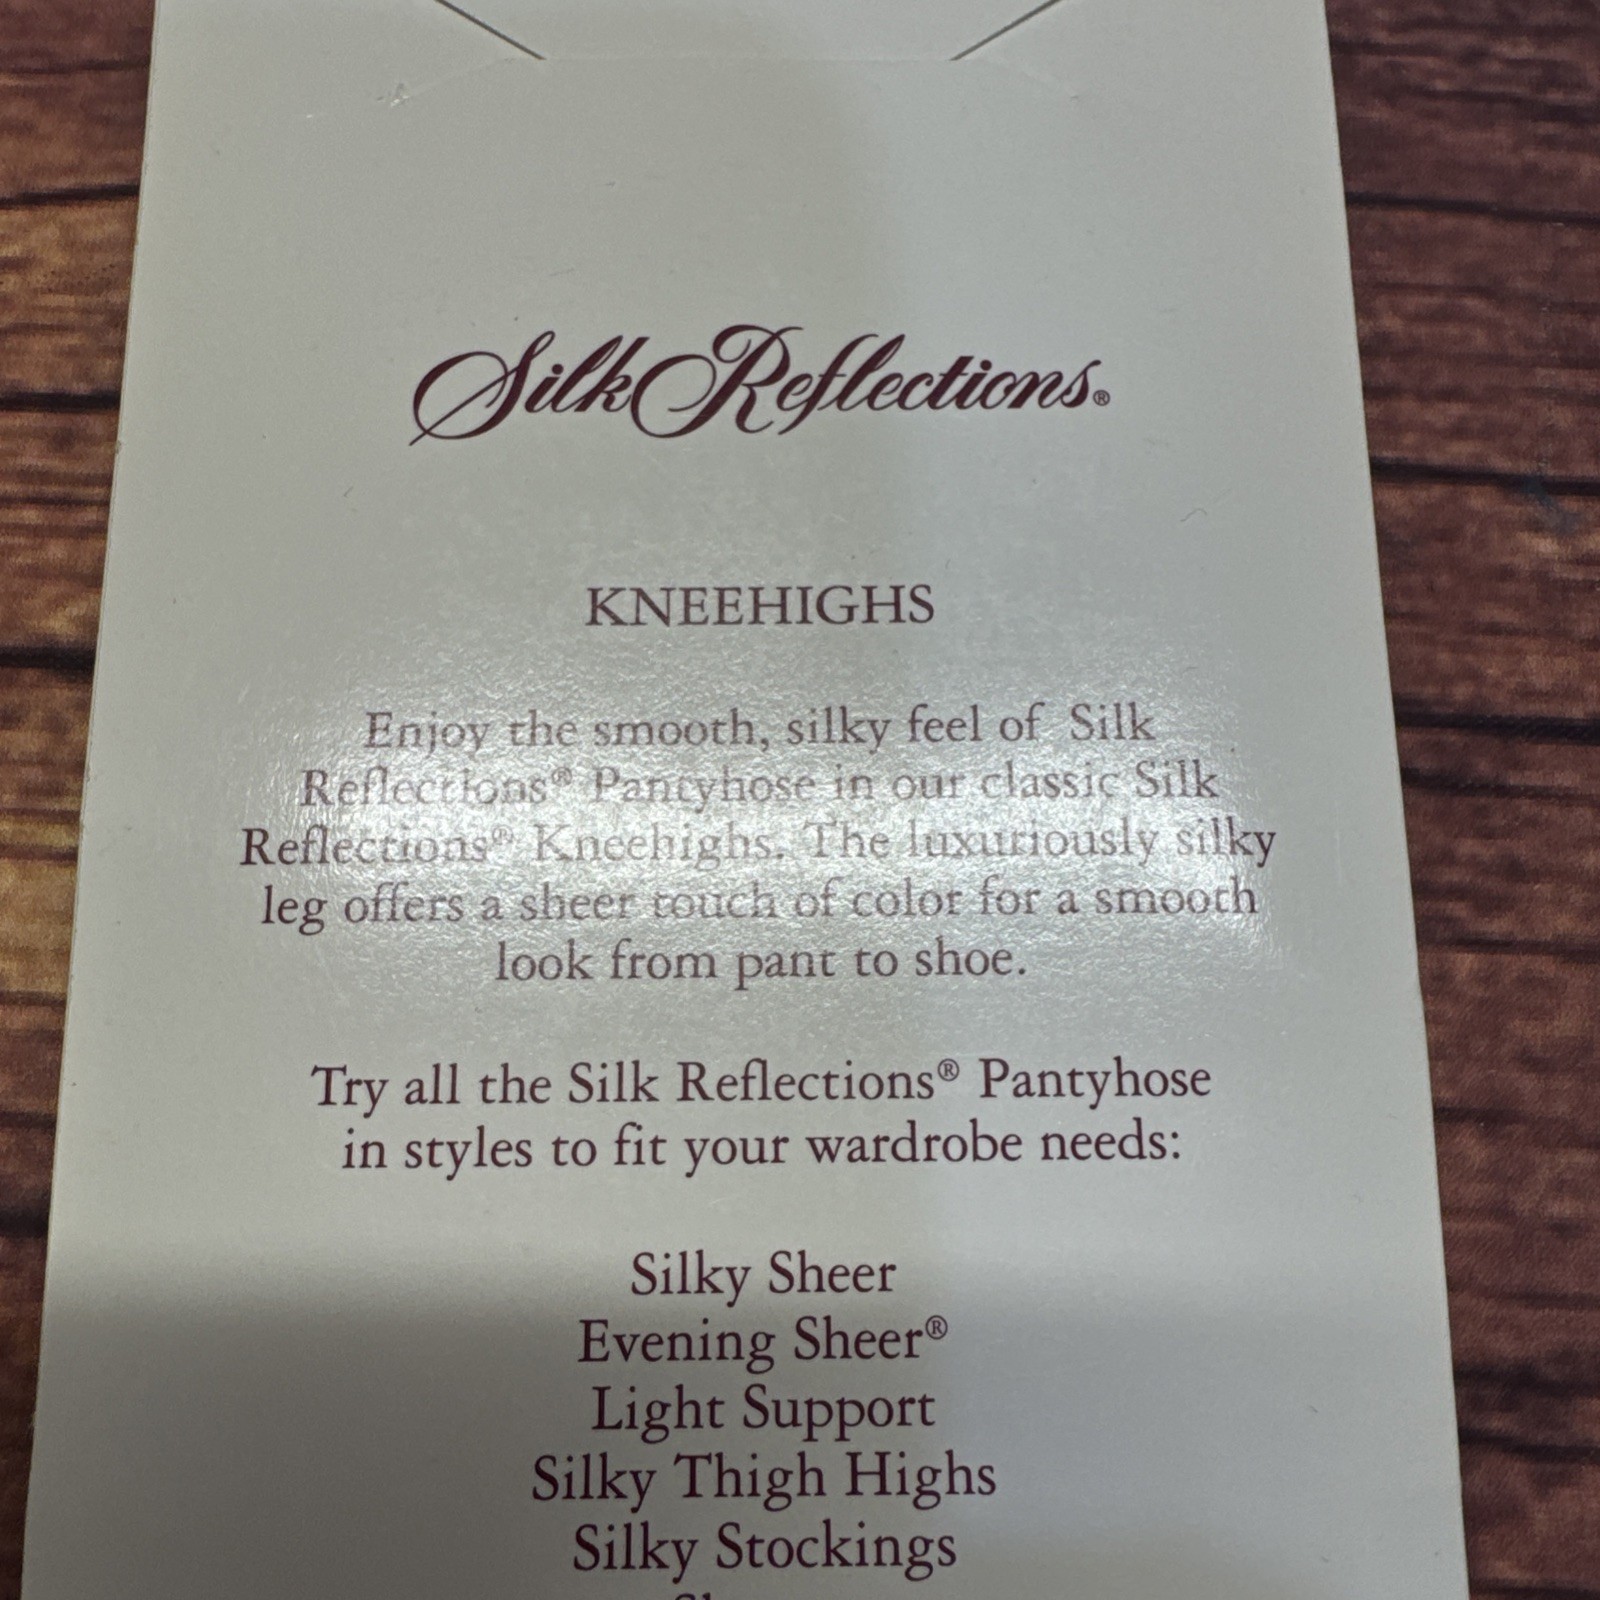 Silk Reflections®
KNEEHIGHS
Enjoy the smooth, silky feel of Silk
Reflections® Pantyhose in our classic Silk
Reflections® Kneehighs. The luxuriously silky
leg offers a sheer touch of color for a smooth
look from pant to shoe.
Try all the Silk Reflections® Pantyhose
in styles to fit your wardrobe needs:
Silky Sheer
Evening Sheer®
Light Support
Silky Thigh Highs
Silky Stockings